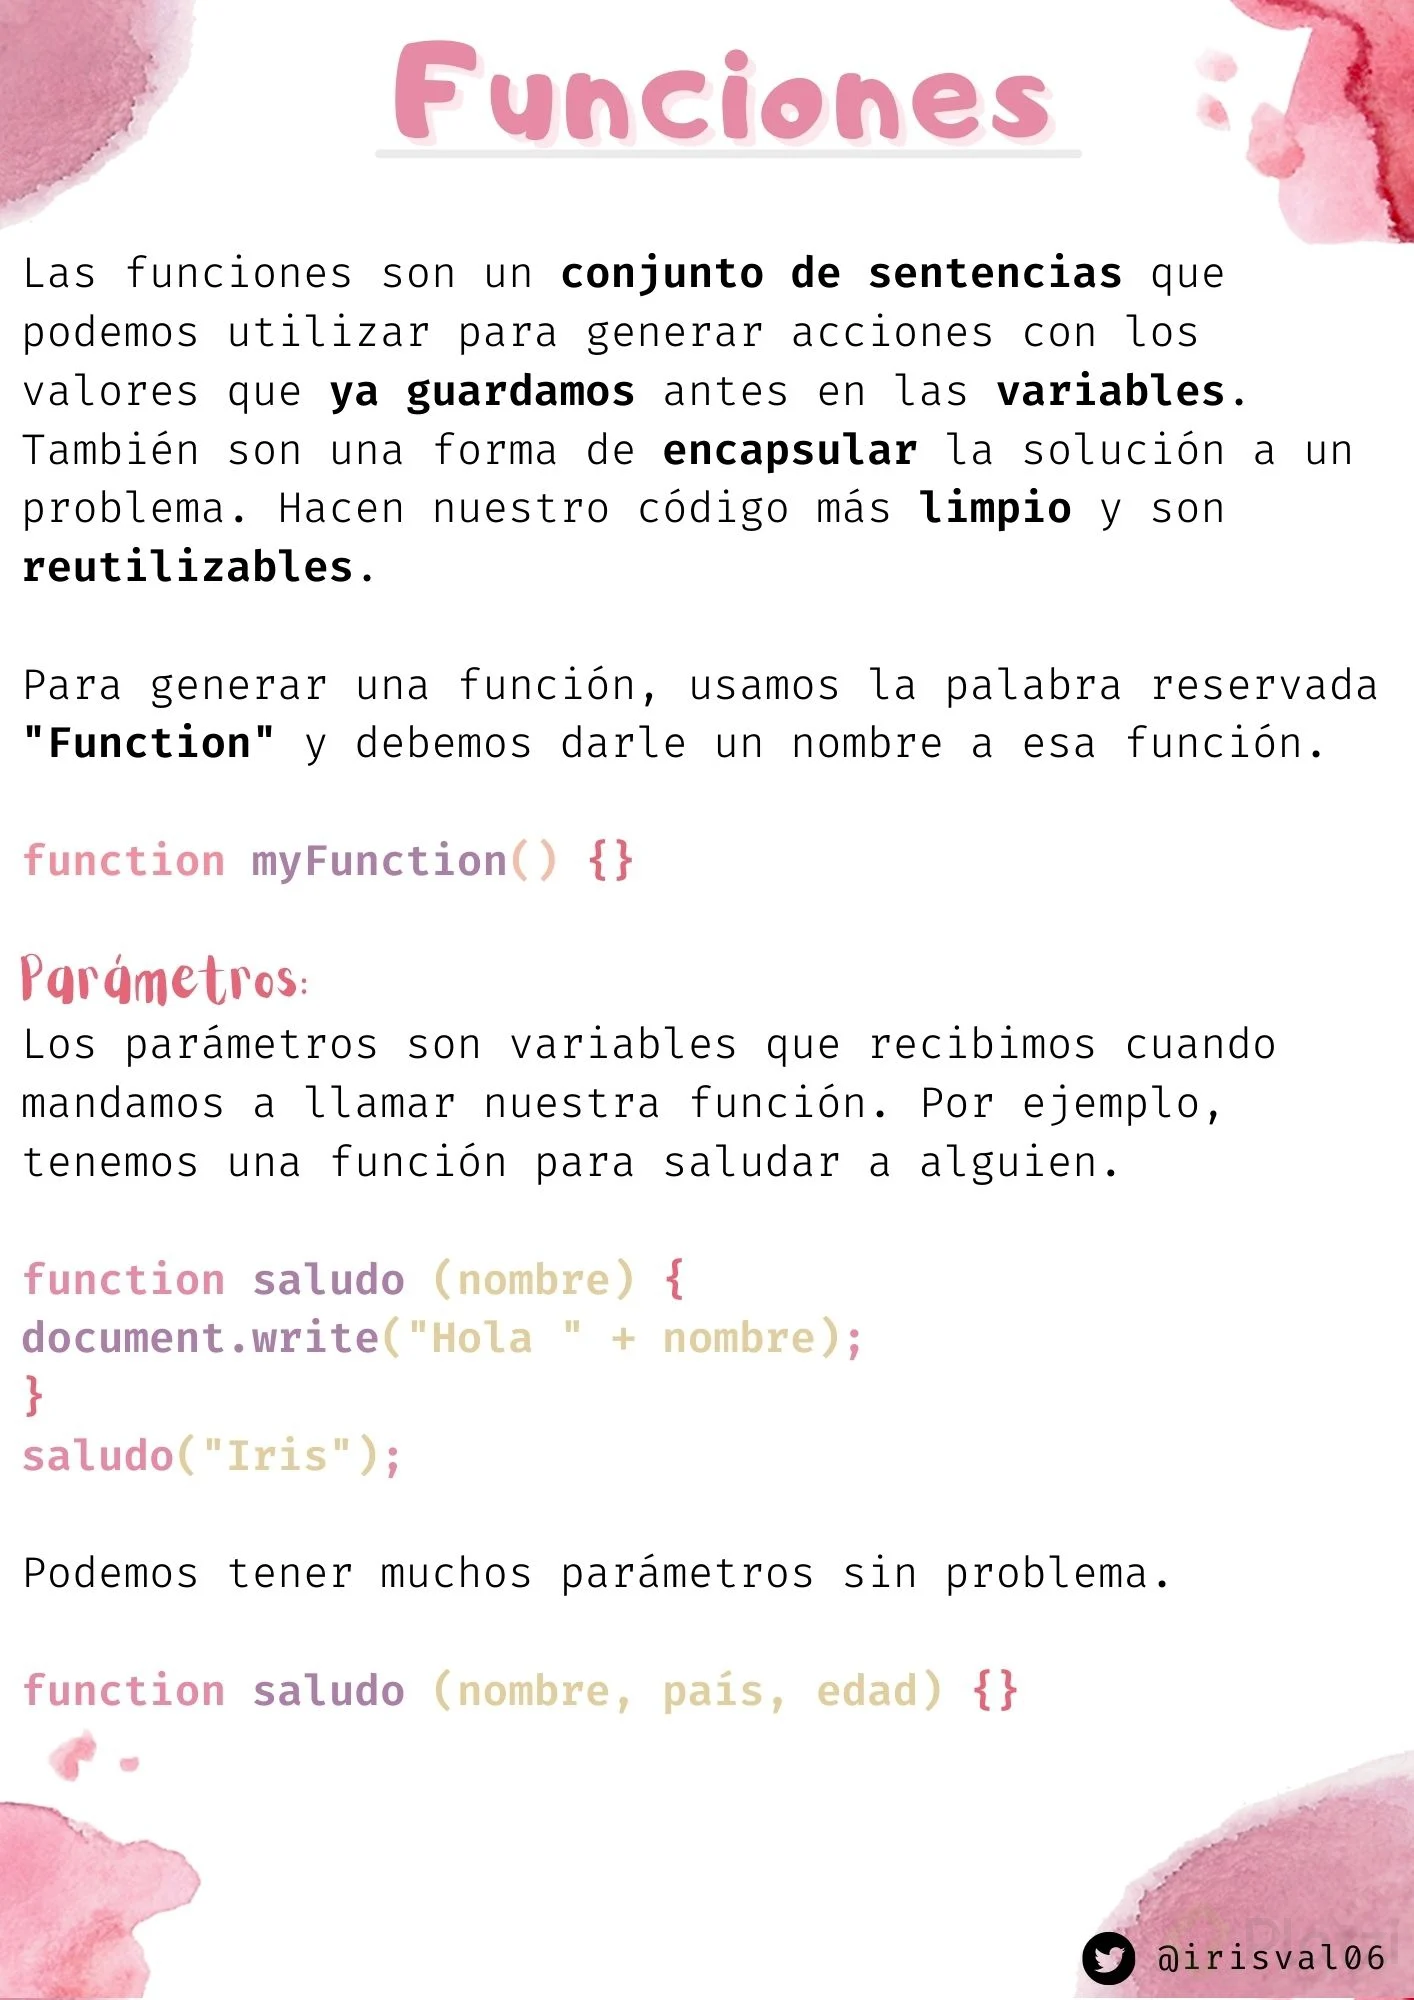 Funciones
Las funciones son un conjunto de sentencias que
podemos utilizar para generar acciones con los
valores que ya guardamos antes en las variables.
También son una forma de encapsular la solución a un
problema. Hacen nuestro código más limpio y son
reutilizables.
Para generar una función, usamos la palabra reservada
"Function" y debemos darle un nombre a esa función.
function myFunction() {}
Parámetros:
Los parámetros son variables que recibimos cuando
mandamos a llamar nuestra función. Por ejemplo,
tenemos una función para saludar a alguien.
function saludo (nombre) {
document.write("Hola " + nombre);
}
saludo("Iris");
Podemos tener muchos parámetros sin problema.
function saludo (nombre, país, edad) {}
@irisval06